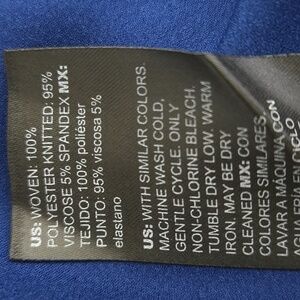 US: WOVEN: 100%
POLYESTER KNITTED: 95%
VISCOSE 5% SPANDEX MX:
TEJIDO: 100% poliéster
PUNTO: 95% viscosa 5%
elastano
US: WITH SIMILAR COLORS.
MACHINE WASH COLD,
GENTLE CYCLE. ONLY
NON-CHLORINE BLEACH.
TUMBLE DRY LOW. WARM
IRON. MAY BE DRY
CLEANED MX: CON
COLORES SIMILARES.
LAVAR A MAQUINA CON